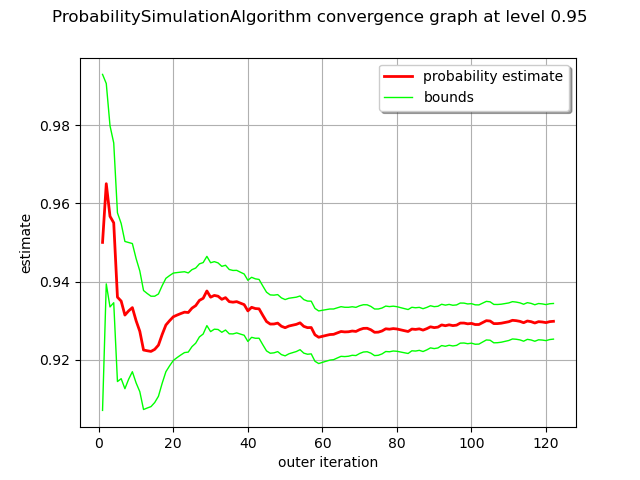 ProbabilitySimulationAlgorithm convergence graph at level 0.95
probability estimate
bounds
0.98
0.96
0.94
0.92
estimate
0 20 40 60 80 100 120
outer iteration